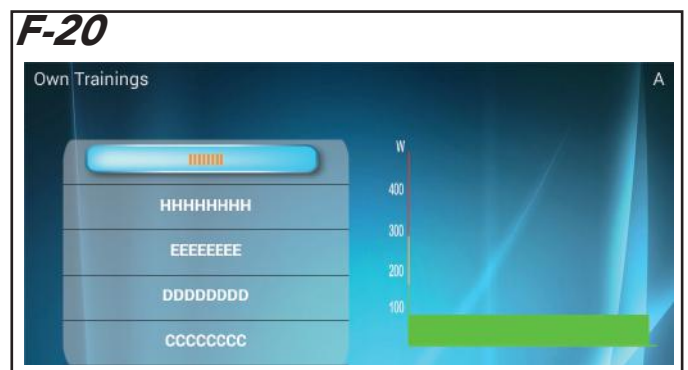 F-20
Own Trainings A
IIIIIIII
HHHHHHHH
EEEEEEEE
DDDDDDDD
CCCCCCCC
W
400
300
200
100